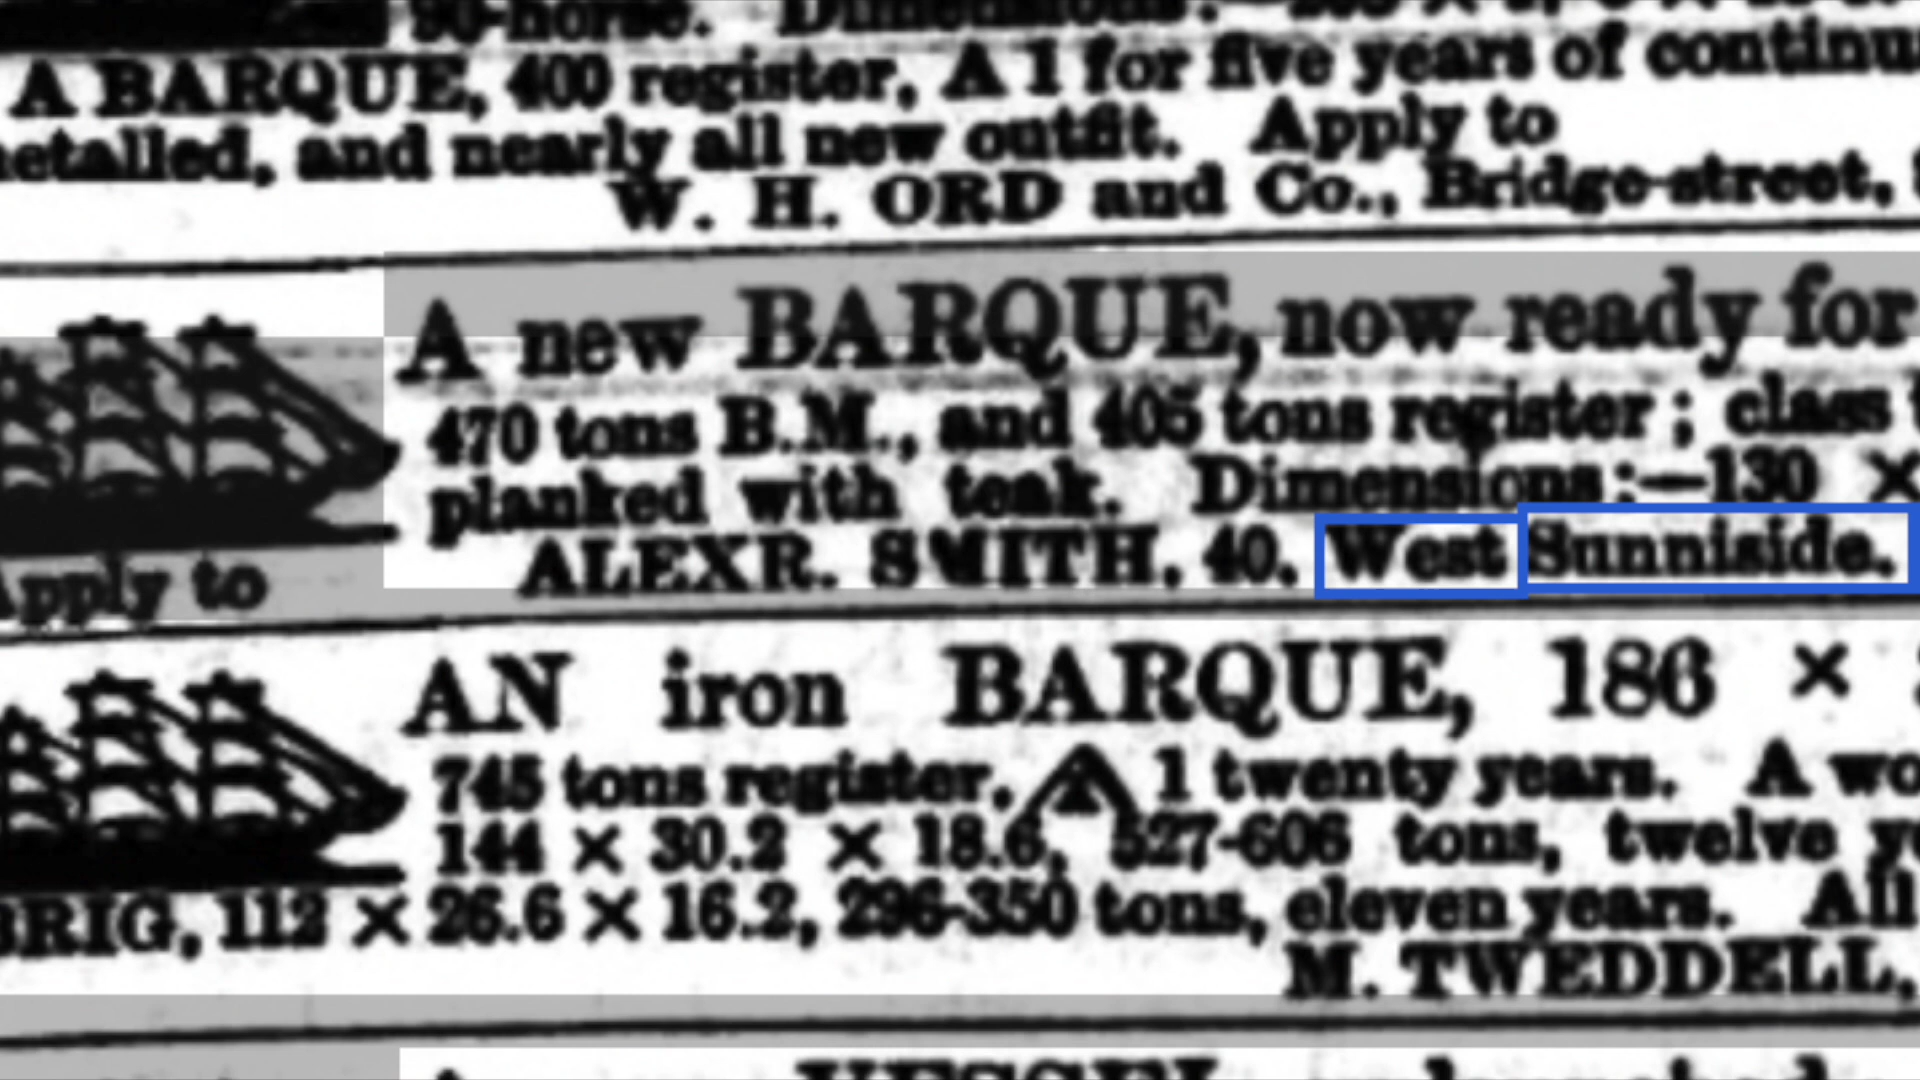 90-horse. Dimensions:
A BARQUE, 400 register, A 1 for five years of
and nearly all new outfit. Apply to
W. H. ORD and Co., Bridge-street,
A new BARQUE, now ready for
470 tons B.M., and 405 tons register; class
planked with teak. Dimensions:—130 ×
ALEXR. SMITH, 40, West Sunniside.
Apply to
AN iron BARQUE, 186 ×
745 tons register, A 1 twenty years. A
144 × 30.2 × 18.6, 527-606 tons, twelve
BRIG, 112 × 26.6 × 16.2, 296-350 tons, eleven years. All
M. TWEDDELL,
VESSEL